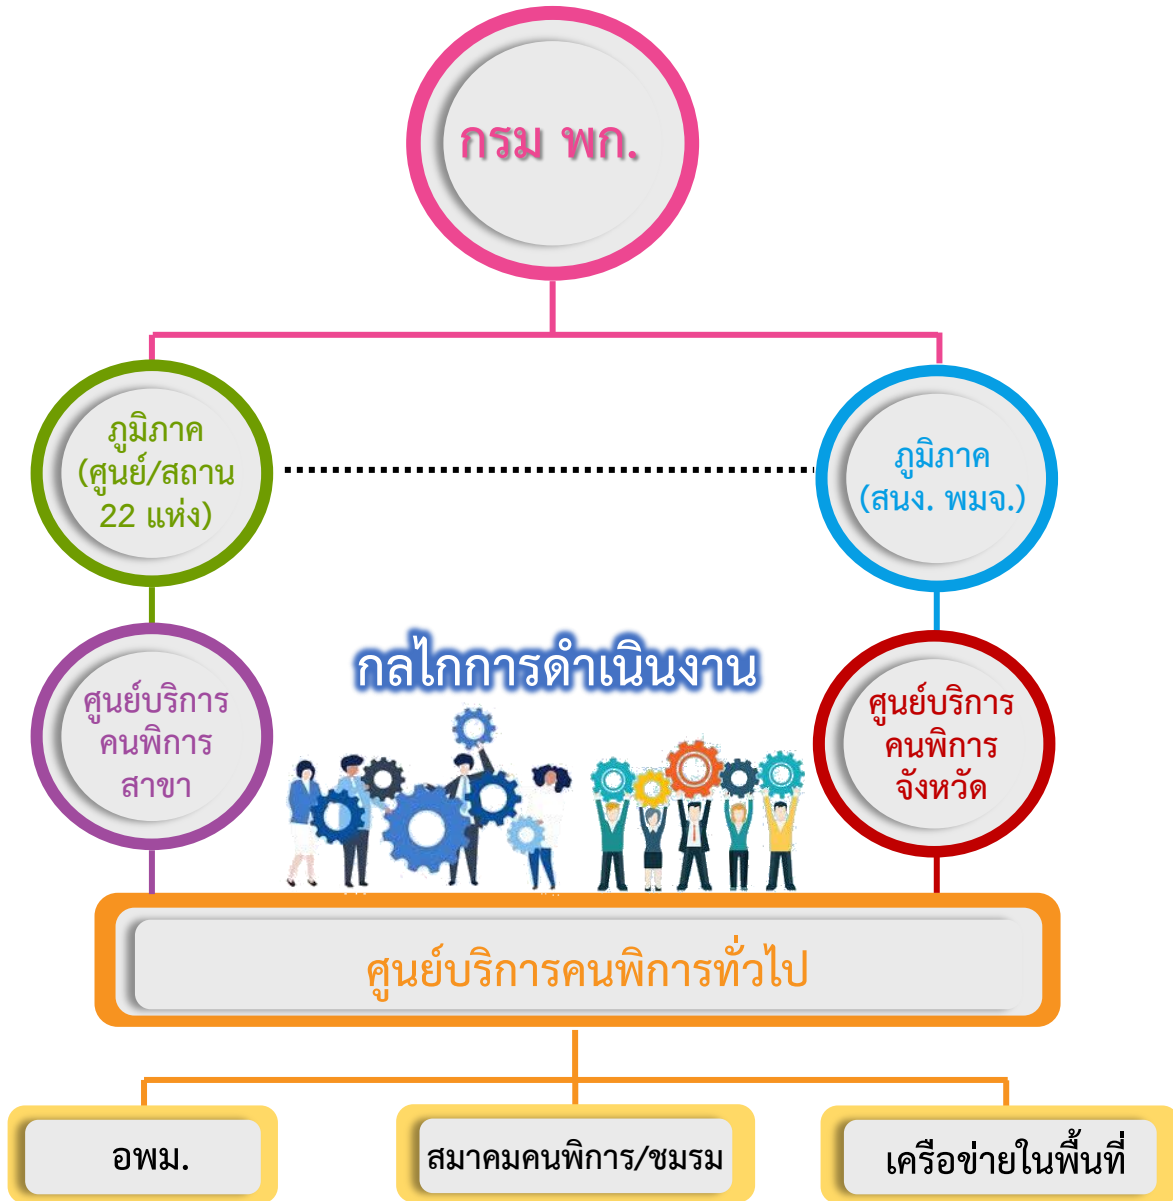 กรม พก.
ภูมิภาค
(ศูนย์/สถาน
22 แห่ง)
ภูมิภาค
(สนง. พมจ.)
กลไกการดำเนินงาน
ศูนย์บริการ
คนพิการ
สาขา
ศูนย์บริการ
คนพิการ
จังหวัด
ศูนย์บริการคนพิการทั่วไป
อพม.
สมาคมคนพิการ/ชมรม
เครือข่ายในพื้นที่